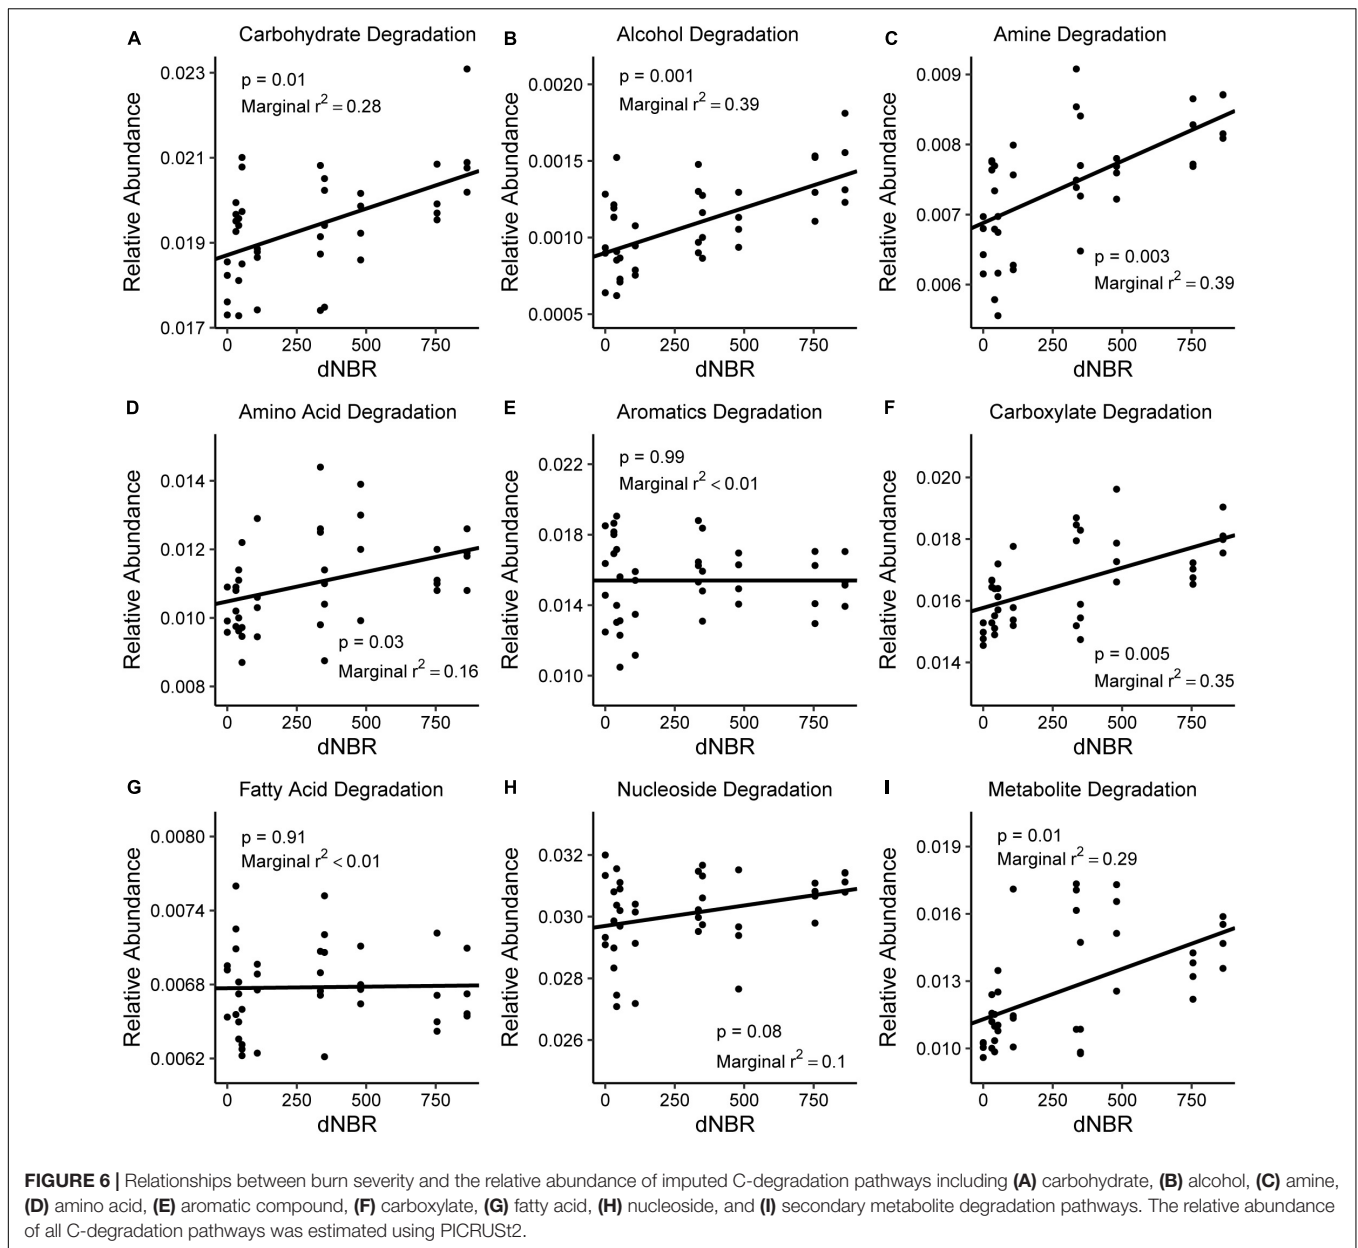 A Carbohydrate Degradation
p = 0.01
Marginal r² = 0.28
Relative Abundance
0.023
0.021
0.019
0.017
0 250 500 750
dNBR
B Alcohol Degradation
p = 0.001
Marginal r² = 0.39
Relative Abundance
0.0020
0.0015
0.0010
0.0005
0 250 500 750
dNBR
C Amine Degradation
Relative Abundance
0.009
0.008
0.007
0.006
p = 0.003
Marginal r² = 0.39
0 250 500 750
dNBR
D Amino Acid Degradation
Relative Abundance
0.014
0.012
0.010
0.008
p = 0.03
Marginal r² = 0.16
0 250 500 750
dNBR
E Aromatics Degradation
p = 0.99
Marginal r² < 0.01
Relative Abundance
0.022
0.018
0.014
0.010
0 250 500 750
dNBR
F Carboxylate Degradation
Relative Abundance
0.020
0.018
0.016
0.014
p = 0.005
Marginal r² = 0.35
0 250 500 750
dNBR
G Fatty Acid Degradation
p = 0.91
Marginal r² < 0.01
Relative Abundance
0.0080
0.0074
0.0068
0.0062
0 250 500 750
dNBR
H Nucleoside Degradation
Relative Abundance
0.032
0.030
0.028
0.026
p = 0.08
Marginal r² = 0.1
0 250 500 750
dNBR
I Metabolite Degradation
p = 0.01
Marginal r² = 0.29
Relative Abundance
0.019
0.016
0.013
0.010
0 250 500 750
dNBR
FIGURE 6 | Relationships between burn severity and the relative abundance of imputed C-degradation pathways including (A) carbohydrate, (B) alcohol, (C) amine,
(D) amino acid, (E) aromatic compound, (F) carboxylate, (G) fatty acid, (H) nucleoside, and (I) secondary metabolite degradation pathways. The relative abundance
of all C-degradation pathways was estimated using PICRUSt2.